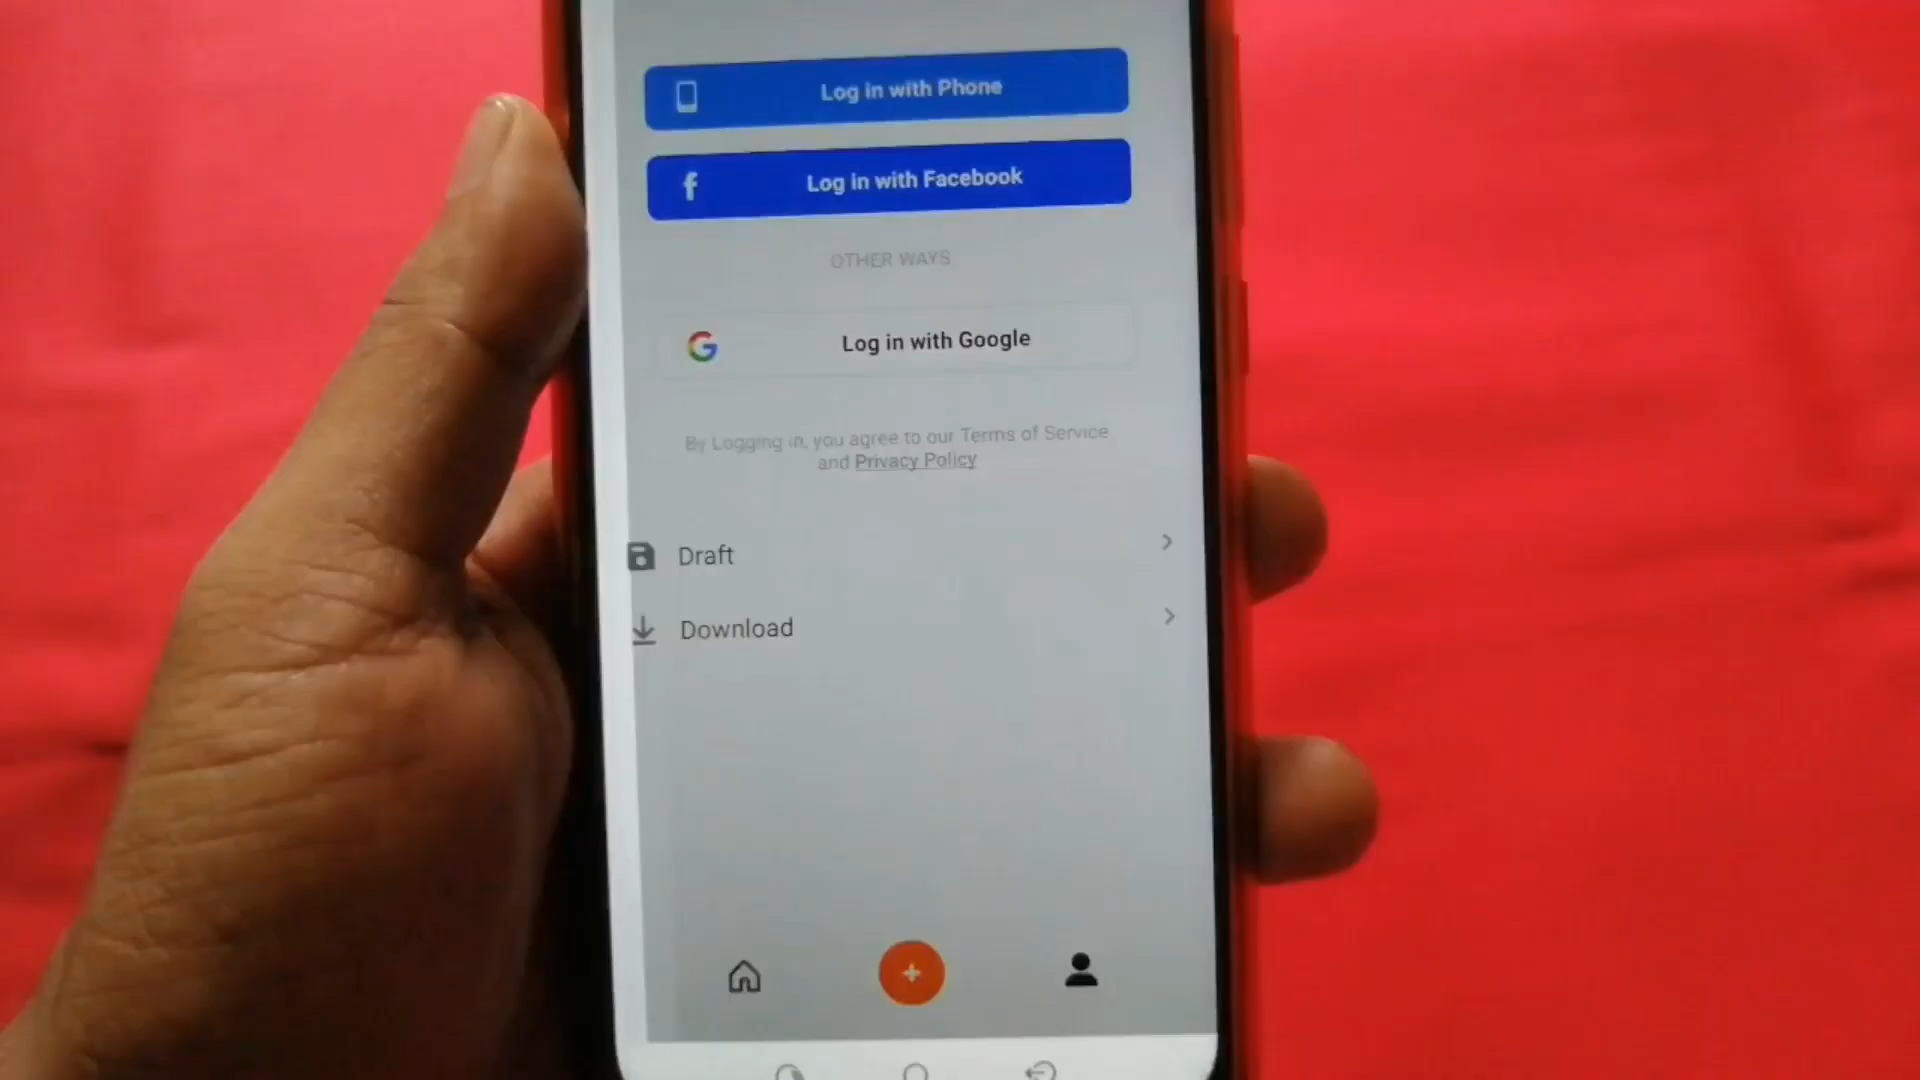 Log in with Phone
f
Log in with Facebook
OTHER WAYS
G
Log in with Google
By Logging in, you agree to our Terms of Service
and Privacy Policy
Draft
Download